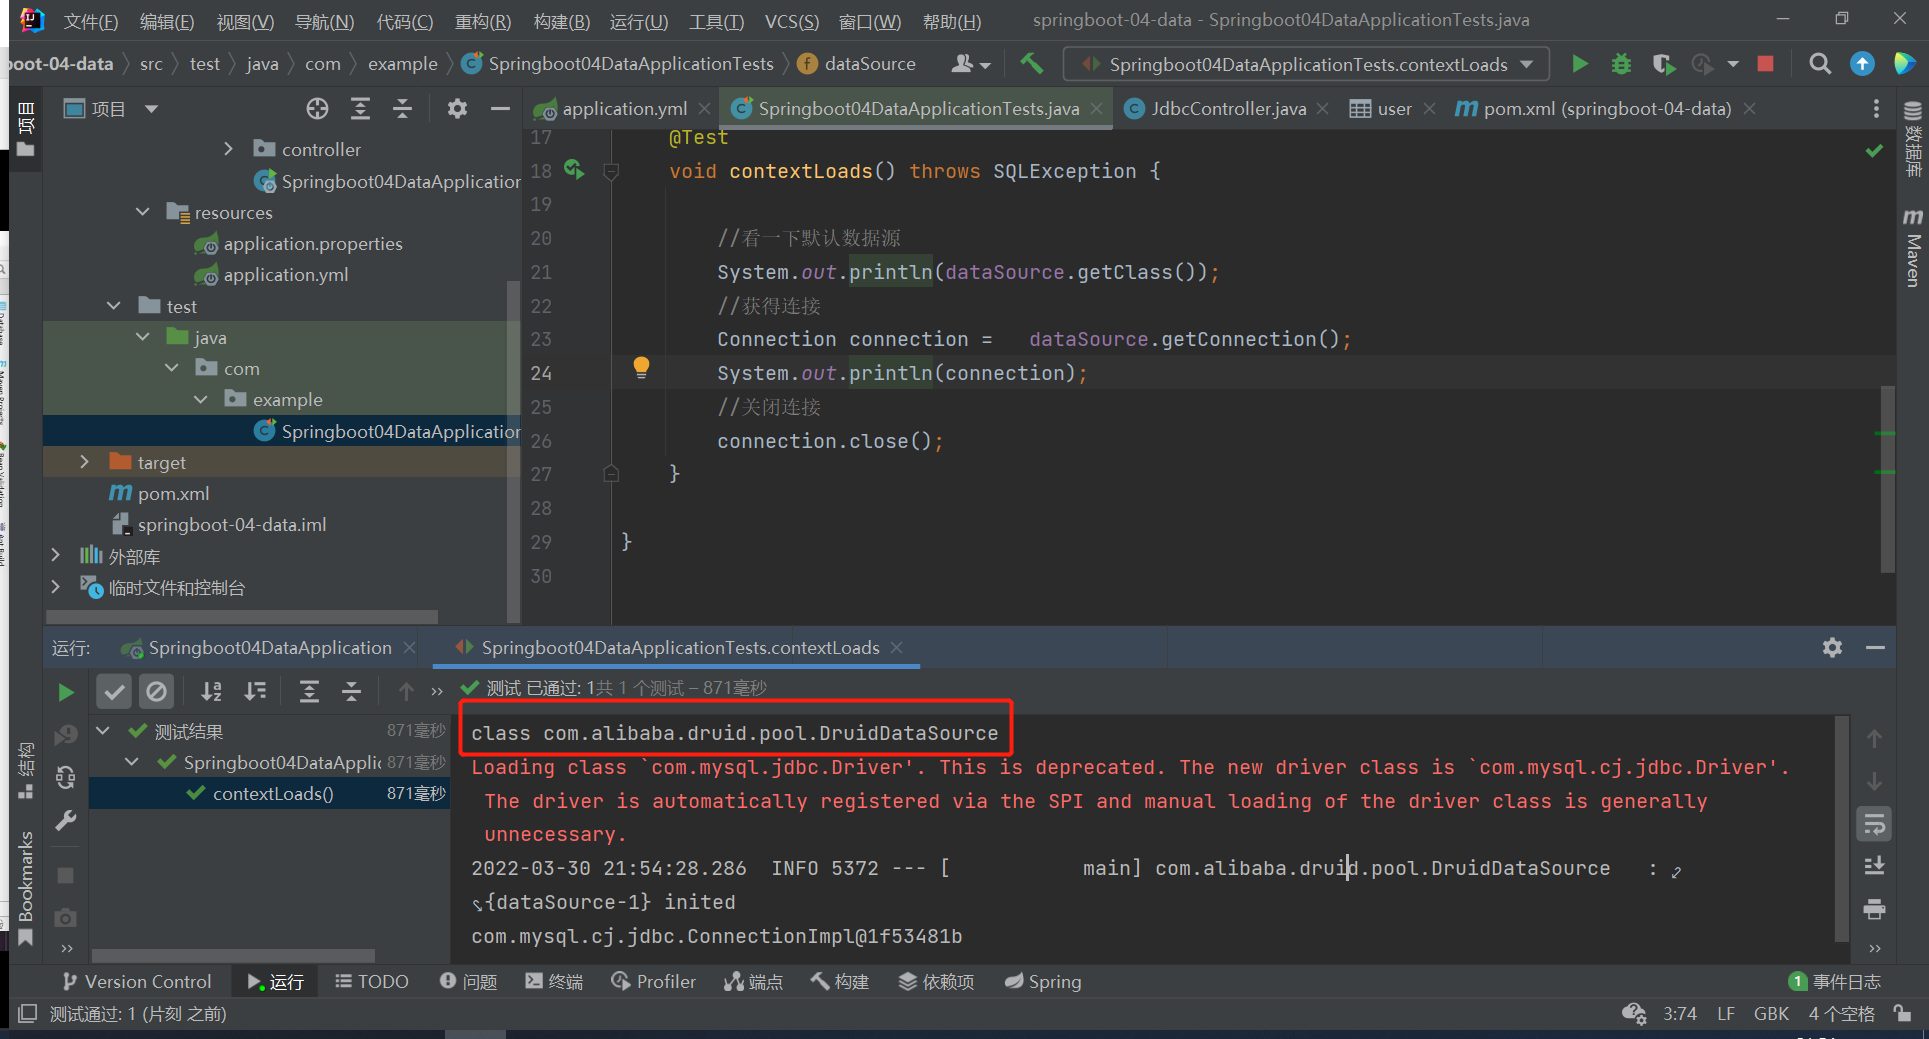 文件(F) 编辑(E) 视图(V) 导航(N) 代码(C) 重构(R) 构建(B) 运行(U) 工具(T) VCS(S) 窗口(W) 帮助(H) springboot-04-data - Springboot04DataApplicationTests.java
boot-04-data src test java com example Springboot04DataApplicationTests dataSource Springboot04DataApplicationTests.contextLoads
项目
项目
application.yml Springboot04DataApplicationTests.java JdbcController.java user pom.xml (springboot-04-data)
controller
Springboot04DataApplication
resources
application.properties
application.yml
test
java
com
example
Springboot04DataApplication
target
pom.xml
springboot-04-data.iml
外部库
临时文件和控制台
17 @Test
18 void contextLoads() throws SQLException {
19
20 //看一下默认数据源
21 System.out.println(dataSource.getClass());
22 //获得连接
23 Connection connection = dataSource.getConnection();
24 System.out.println(connection);
25 //关闭连接
26 connection.close();
27 }
28
29 }
30
数据库
Maven
运行: Springboot04DataApplication Springboot04DataApplicationTests.contextLoads
测试 已通过: 1共 1 个测试 – 871毫秒
测试结果 871毫秒
Springboot04DataApplic 871毫秒
contextLoads() 871毫秒
class com.alibaba.druid.pool.DruidDataSource
Loading class `com.mysql.jdbc.Driver'. This is deprecated. The new driver class is `com.mysql.cj.jdbc.Driver'.
The driver is automatically registered via the SPI and manual loading of the driver class is generally
unnecessary.
2022-03-30 21:54:28.286 INFO 5372 --- [ main] com.alibaba.druid.pool.DruidDataSource :
{dataSource-1} inited
com.mysql.cj.jdbc.ConnectionImpl@1f53481b
结构
Bookmarks
Version Control 运行 TODO 问题 终端 Profiler 端点 构建 依赖项 Spring 1 事件日志
测试通过: 1 (片刻 之前) 3:74 LF GBK 4 个空格